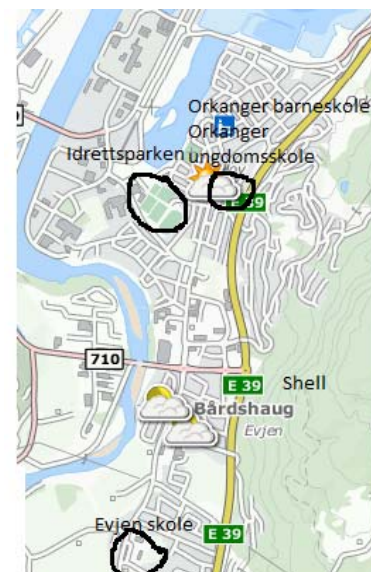 Orkanger barneskole
Orkanger
ungdomsskole
Idrettsparken
E 39
710
E 39
Shell
Bårdshaug
Evjen
Evjen skole
E 39